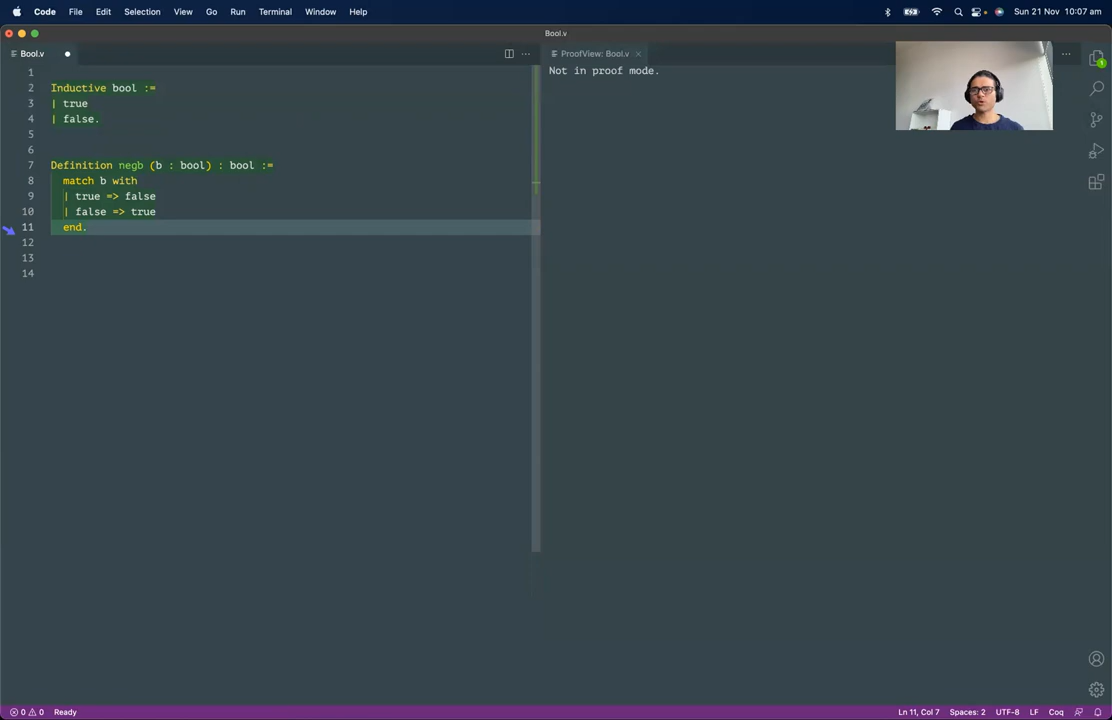 Code File Edit Selection View Go Run Terminal Window Help Sun 21 Nov 10:07 am
Bool.v
Bool.v
ProofView: Bool.v
Not in proof mode.
1
2 Inductive bool :=
3 | true
4 | false.
5
6
7 Definition negb (b : bool) : bool :=
8 match b with
9 | true => false
10 | false => true
11 end.
12
13
14
1
0 0 Ready Ln 11, Col 7 Spaces: 2 UTF-8 LF Coq